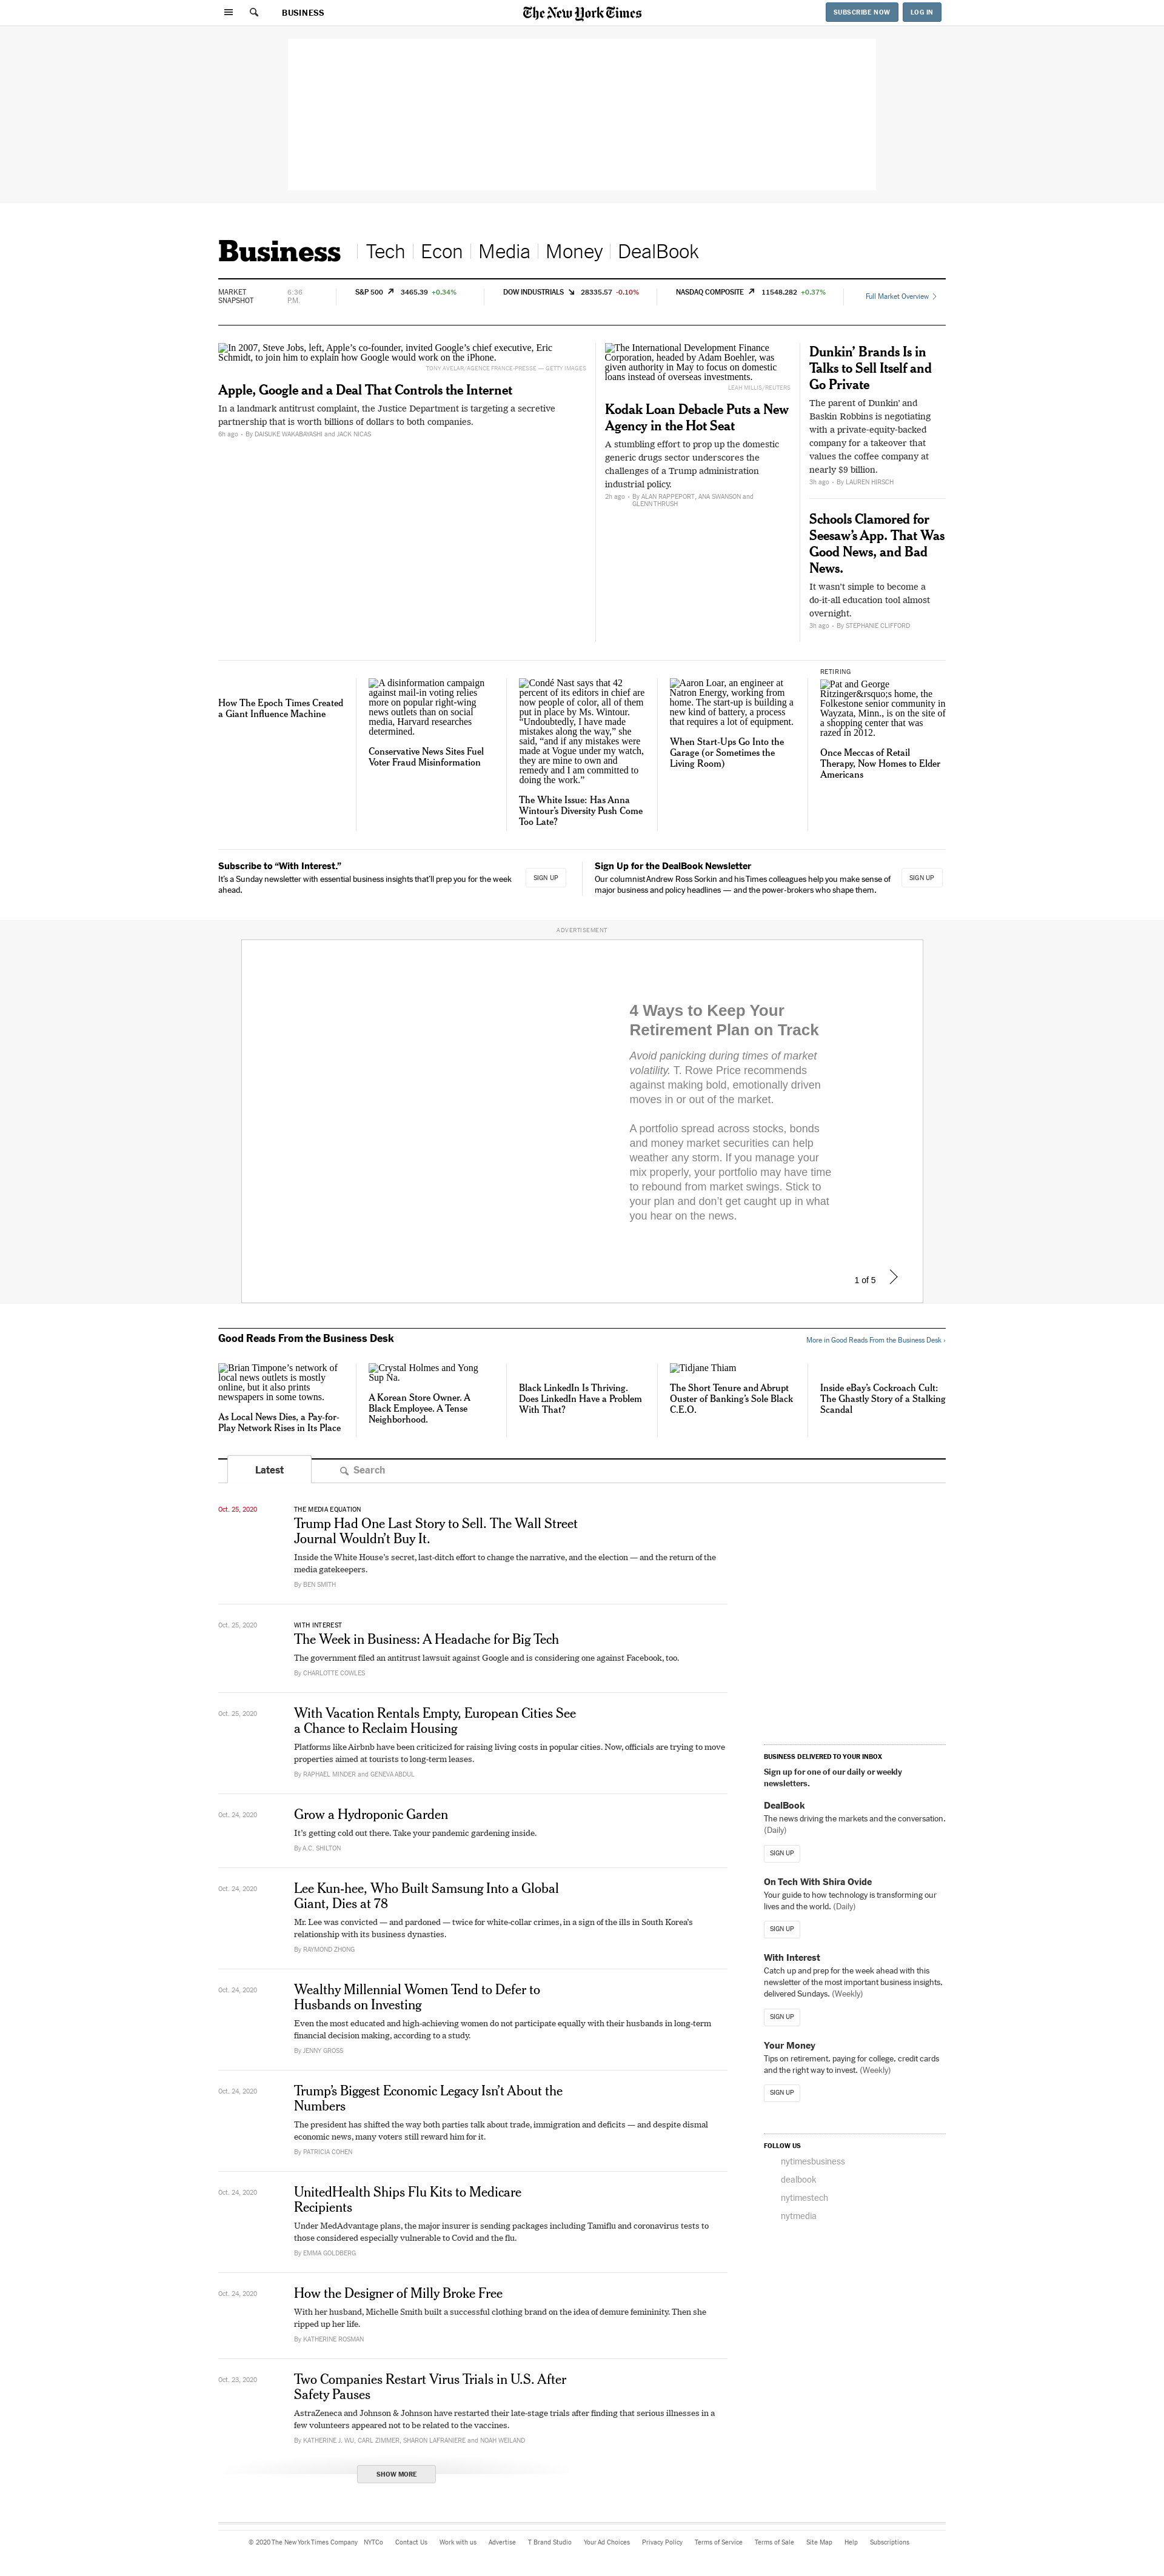 BUSINESS
The New York Times
SUBSCRIBE NOW
LOG IN
Business
Tech
Econ
Media
Money
DealBook
MARKET
SNAPSHOT
6:36
P.M.
S&P 500 3465.39 +0.34%
DOW INDUSTRIALS 28335.57 -0.10%
NASDAQ COMPOSITE 11548.282 +0.37%
Full Market Overview
In 2007, Steve Jobs, left, Apple’s co-founder, invited Google’s chief executive, Eric
Schmidt, to join him to explain how Google would work on the iPhone.
TONY AVELAR/AGENCE FRANCE-PRESSE — GETTY IMAGES
Apple, Google and a Deal That Controls the Internet
In a landmark antitrust complaint, the Justice Department is targeting a secretive
partnership that is worth billions of dollars to both companies.
6h ago • By DAISUKE WAKABAYASHI and JACK NICAS
The International Development Finance
Corporation, headed by Adam Boehler, was
given authority in May to focus on domestic
loans instead of overseas investments.
LEAH MILLIS/REUTERS
Kodak Loan Debacle Puts a New
Agency in the Hot Seat
A stumbling effort to prop up the domestic
generic drugs sector underscores the
challenges of a Trump administration
industrial policy.
2h ago • By ALAN RAPPEPORT, ANA SWANSON and
GLENN THRUSH
Dunkin’ Brands Is in
Talks to Sell Itself and
Go Private
The parent of Dunkin’ and
Baskin Robbins is negotiating
with a private-equity-backed
company for a takeover that
values the coffee company at
nearly $9 billion.
3h ago • By LAUREN HIRSCH
Schools Clamored for
Seesaw’s App. That Was
Good News, and Bad
News.
It wasn’t simple to become a
do-it-all education tool almost
overnight.
3h ago • By STEPHANIE CLIFFORD
How The Epoch Times Created
a Giant Influence Machine
A disinformation campaign
against mail-in voting relies
more on popular right-wing
news outlets than on social
media, Harvard researches
determined.
Conservative News Sites Fuel
Voter Fraud Misinformation
Condé Nast says that 42
percent of its editors in chief are
now people of color, all of them
put in place by Ms. Wintour.
“Undoubtedly, I have made
mistakes along the way,” she
said, “and if any mistakes were
made at Vogue under my watch,
they are mine to own and
remedy and I am committed to
doing the work.”
The White Issue: Has Anna
Wintour’s Diversity Push Come
Too Late?
Aaron Loar, an engineer at
Natron Energy, working from
home. The start-up is building a
new kind of battery, a process
that requires a lot of equipment.
When Start-Ups Go Into the
Garage (or Sometimes the
Living Room)
RETIRING
Pat and George
Ritzinger&rsquo;s home, the
Folkestone senior community in
Wayzata, Minn., is on the site of
a shopping center that was
razed in 2012.
Once Meccas of Retail
Therapy, Now Homes to Elder
Americans
Subscribe to “With Interest.”
It’s a Sunday newsletter with essential business insights that’ll prep you for the week
ahead.
SIGN UP
Sign Up for the DealBook Newsletter
Our columnist Andrew Ross Sorkin and his Times colleagues help you make sense of
major business and policy headlines — and the power-brokers who shape them.
SIGN UP
ADVERTISEMENT
4 Ways to Keep Your
Retirement Plan on Track
Avoid panicking during times of market
volatility. T. Rowe Price recommends
against making bold, emotionally driven
moves in or out of the market.
A portfolio spread across stocks, bonds
and money market securities can help
weather any storm. If you manage your
mix properly, your portfolio may have time
to rebound from market swings. Stick to
your plan and don’t get caught up in what
you hear on the news.
1 of 5
Good Reads From the Business Desk
More in Good Reads From the Business Desk ›
Brian Timpone’s network of
local news outlets is mostly
online, but it also prints
newspapers in some towns.
As Local News Dies, a Pay-for-
Play Network Rises in Its Place
Crystal Holmes and Yong
Sup Na.
A Korean Store Owner. A
Black Employee. A Tense
Neighborhood.
Black LinkedIn Is Thriving.
Does LinkedIn Have a Problem
With That?
Tidjane Thiam
The Short Tenure and Abrupt
Ouster of Banking’s Sole Black
C.E.O.
Inside eBay’s Cockroach Cult:
The Ghastly Story of a Stalking
Scandal
Latest
Search
Oct. 25, 2020
THE MEDIA EQUATION
Trump Had One Last Story to Sell. The Wall Street
Journal Wouldn’t Buy It.
Inside the White House’s secret, last-ditch effort to change the narrative, and the election — and the return of the
media gatekeepers.
By BEN SMITH
Oct. 25, 2020
WITH INTEREST
The Week in Business: A Headache for Big Tech
The government filed an antitrust lawsuit against Google and is considering one against Facebook, too.
By CHARLOTTE COWLES
Oct. 25, 2020
With Vacation Rentals Empty, European Cities See
a Chance to Reclaim Housing
Platforms like Airbnb have been criticized for raising living costs in popular cities. Now, officials are trying to move
properties aimed at tourists to long-term leases.
By RAPHAEL MINDER and GENEVA ABDUL
Oct. 24, 2020
Grow a Hydroponic Garden
It’s getting cold out there. Take your pandemic gardening inside.
By A.C. SHILTON
Oct. 24, 2020
Lee Kun-hee, Who Built Samsung Into a Global
Giant, Dies at 78
Mr. Lee was convicted — and pardoned — twice for white-collar crimes, in a sign of the ills in South Korea’s
relationship with its business dynasties.
By RAYMOND ZHONG
Oct. 24, 2020
Wealthy Millennial Women Tend to Defer to
Husbands on Investing
Even the most educated and high-achieving women do not participate equally with their husbands in long-term
financial decision making, according to a study.
By JENNY GROSS
Oct. 24, 2020
Trump’s Biggest Economic Legacy Isn’t About the
Numbers
The president has shifted the way both parties talk about trade, immigration and deficits — and despite dismal
economic news, many voters still reward him for it.
By PATRICIA COHEN
Oct. 24, 2020
UnitedHealth Ships Flu Kits to Medicare
Recipients
Under MedAdvantage plans, the major insurer is sending packages including Tamiflu and coronavirus tests to
those considered especially vulnerable to Covid and the flu.
By EMMA GOLDBERG
Oct. 24, 2020
How the Designer of Milly Broke Free
With her husband, Michelle Smith built a successful clothing brand on the idea of demure femininity. Then she
ripped up her life.
By KATHERINE ROSMAN
Oct. 23, 2020
Two Companies Restart Virus Trials in U.S. After
Safety Pauses
AstraZeneca and Johnson & Johnson have restarted their late-stage trials after finding that serious illnesses in a
few volunteers appeared not to be related to the vaccines.
By KATHERINE J. WU, CARL ZIMMER, SHARON LAFRANIERE and NOAH WEILAND
SHOW MORE
BUSINESS DELIVERED TO YOUR INBOX
Sign up for one of our daily or weekly
newsletters.
DealBook
The news driving the markets and the conversation.
(Daily)
SIGN UP
On Tech With Shira Ovide
Your guide to how technology is transforming our
lives and the world. (Daily)
SIGN UP
With Interest
Catch up and prep for the week ahead with this
newsletter of the most important business insights,
delivered Sundays. (Weekly)
SIGN UP
Your Money
Tips on retirement, paying for college, credit cards
and the right way to invest. (Weekly)
SIGN UP
FOLLOW US
nytimesbusiness
dealbook
nytimestech
nytmedia
© 2020 The New York Times Company NYTCo Contact Us Work with us Advertise T Brand Studio Your Ad Choices Privacy Policy Terms of Service Terms of Sale Site Map Help Subscriptions